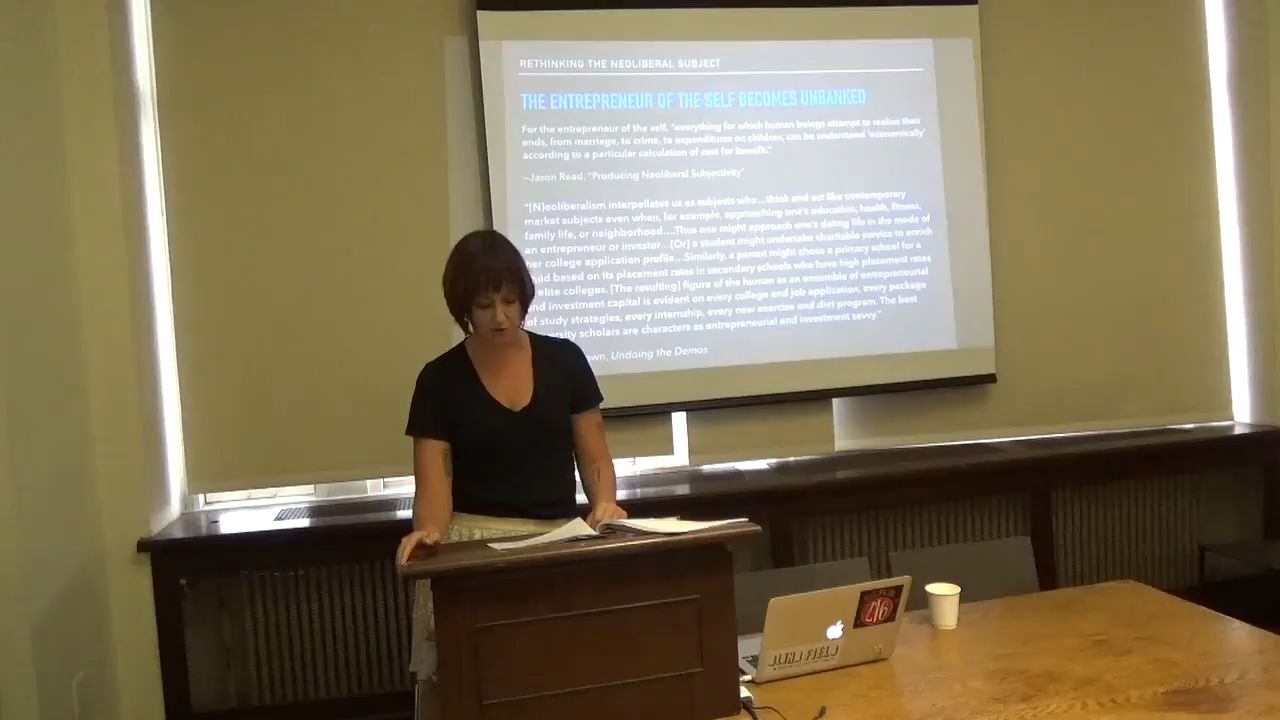 RETHINKING THE NEOLIBERAL SUBJECT
THE ENTREPRENEUR OF THE SELF BECOMES UNBANKED
For the entrepreneur of the self, "everything for which human beings attempt to realize their
ends, from marriage, to crime, to expenditures on children, can be understood 'economically'
according to a particular calculation of cost for benefit."
—Jason Read, "Producing Neoliberal Subjectivity"
"[N]eoliberalism interpellates us as subjects who...think and act like contemporary
market subjects even when, for example, approaching one's education, health, fitness,
family life, or neighborhood....Thus one might approach one's dating life in the mode of
an entrepreneur or investor...[Or] a student might undertake charitable service to enrich
her college application profile...Similarly, a parent might chose a primary school for a
child based on its placement rates in secondary schools who have high placement rates
elite colleges. [The resulting] figure of the human as an ensemble of entrepreneurial
and investment capital is evident on every college and job application, every package
of study strategies, every internship, every new exercise and diet program. The best
ersity scholars are characters as entrepreneurial and investment savvy."
own, Undoing the Demos
FIELD